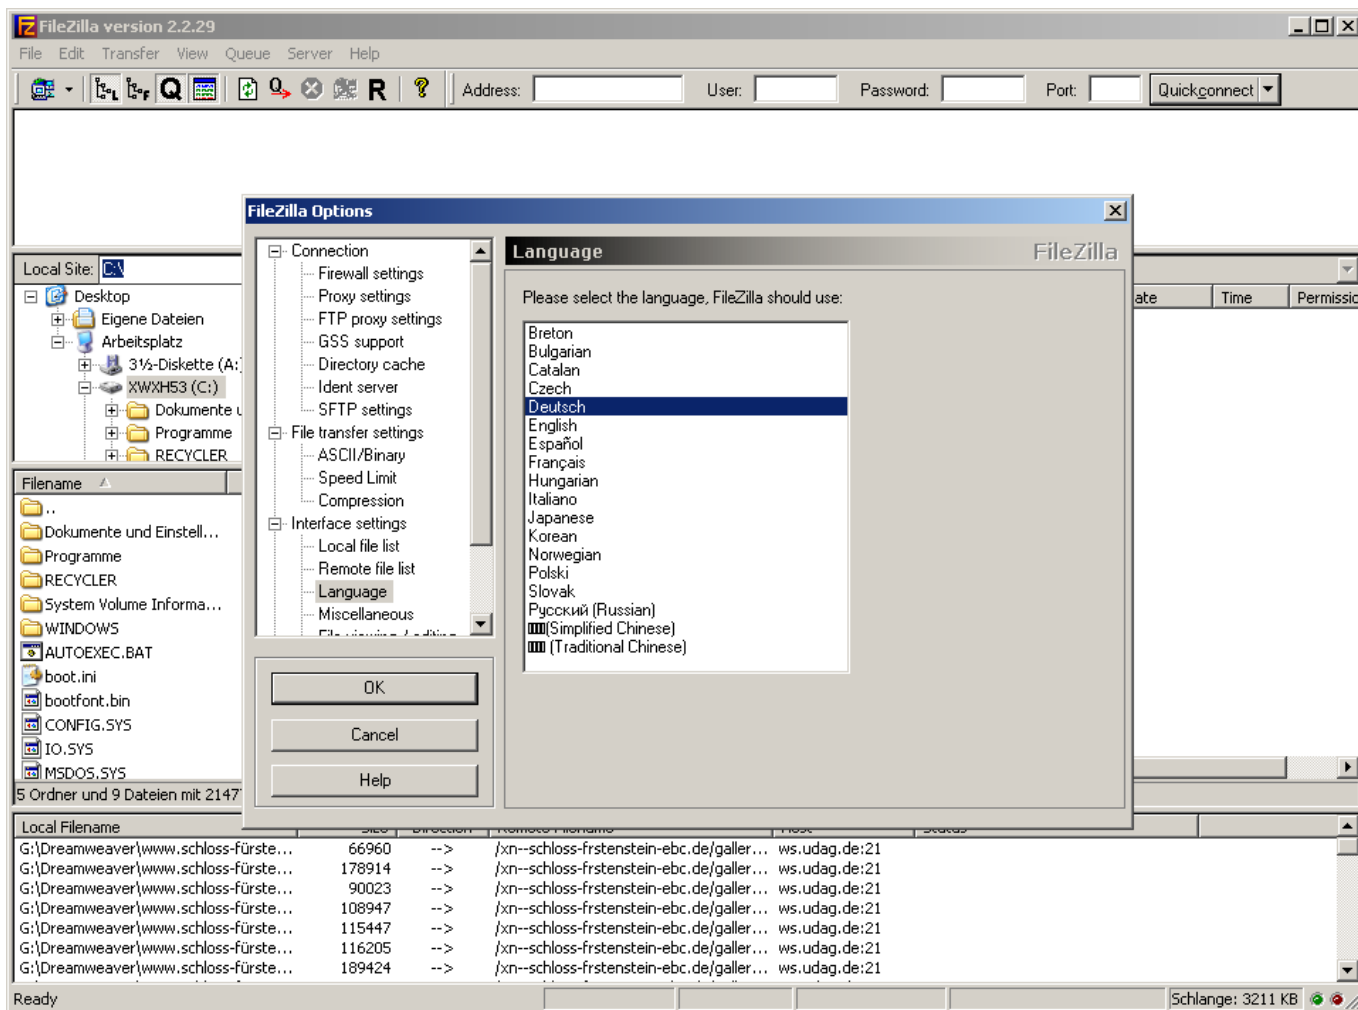 FileZilla version 2.2.29
File Edit Transfer View Queue Server Help
Address: User: Password: Port: Quickconnect
FileZilla Options
Connection
Firewall settings
Proxy settings
FTP proxy settings
GSS support
Directory cache
Ident server
SFTP settings
File transfer settings
ASCII/Binary
Speed Limit
Compression
Interface settings
Local file list
Remote file list
Language
Miscellaneous
File viewing / editing
OK
Cancel
Help
Language FileZilla
Please select the language, FileZilla should use:
Breton
Bulgarian
Catalan
Czech
Deutsch
English
Español
Français
Hungarian
Italiano
Japanese
Korean
Norwegian
Polski
Slovak
Русский (Russian)
(Simplified Chinese)
(Traditional Chinese)
Local Site: C:\
Desktop
Eigene Dateien
Arbeitsplatz
3½-Diskette (A:)
XWXH53 (C:)
Dokumente u
Programme
RECYCLER
ate Time Permissic
Filename
..
Dokumente und Einstell...
Programme
RECYCLER
System Volume Informa...
WINDOWS
AUTOEXEC.BAT
boot.ini
bootfont.bin
CONFIG.SYS
IO.SYS
MSDOS.SYS
5 Ordner und 9 Dateien mit 2147
Local Filename Size Direction Remote Filename Host Status
G:\Dreamweaver\www.schloss-fürste... 66960 --> /xn--schloss-frstenstein-ebc.de/galler... ws.udag.de:21
G:\Dreamweaver\www.schloss-fürste... 178914 --> /xn--schloss-frstenstein-ebc.de/galler... ws.udag.de:21
G:\Dreamweaver\www.schloss-fürste... 90023 --> /xn--schloss-frstenstein-ebc.de/galler... ws.udag.de:21
G:\Dreamweaver\www.schloss-fürste... 108947 --> /xn--schloss-frstenstein-ebc.de/galler... ws.udag.de:21
G:\Dreamweaver\www.schloss-fürste... 115447 --> /xn--schloss-frstenstein-ebc.de/galler... ws.udag.de:21
G:\Dreamweaver\www.schloss-fürste... 116205 --> /xn--schloss-frstenstein-ebc.de/galler... ws.udag.de:21
G:\Dreamweaver\www.schloss-fürste... 189424 --> /xn--schloss-frstenstein-ebc.de/galler... ws.udag.de:21
Ready Schlange: 3211 KB